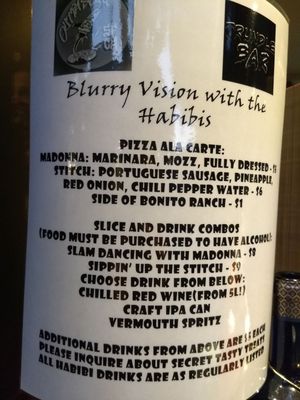 TRUNDLE
BAR
Blurry Vision with the
Habibis
PIZZA ALA CARTE:
MADONNA: MARINARA, MOZZ, FULLY DRESSED -
STITCH: PORTUGUESE SAUSAGE, PINEAPPLE,
RED ONION, CHILI PEPPER WATER - $6
SIDE OF BONITO RANCH - $1
SLICE AND DRINK COMBOS
(FOOD MUST BE PURCHASED TO HAVE ALCOHOL):
SLAM DANCING WITH MADONNA - $8
SIPPIN' UP THE STITCH - $9
CHOOSE DRINK FROM BELOW:
CHILLED RED WINE(FROM 5L!)
CRAFT IPA CAN
VERMOUTH SPRITZ
ADDITIONAL DRINKS FROM ABOVE ARE $5 EACH
PLEASE INQUIRE ABOUT SECRET TASTY TREATS
ALL HABIBI DRINKS ARE AS REGULARLY LISTED